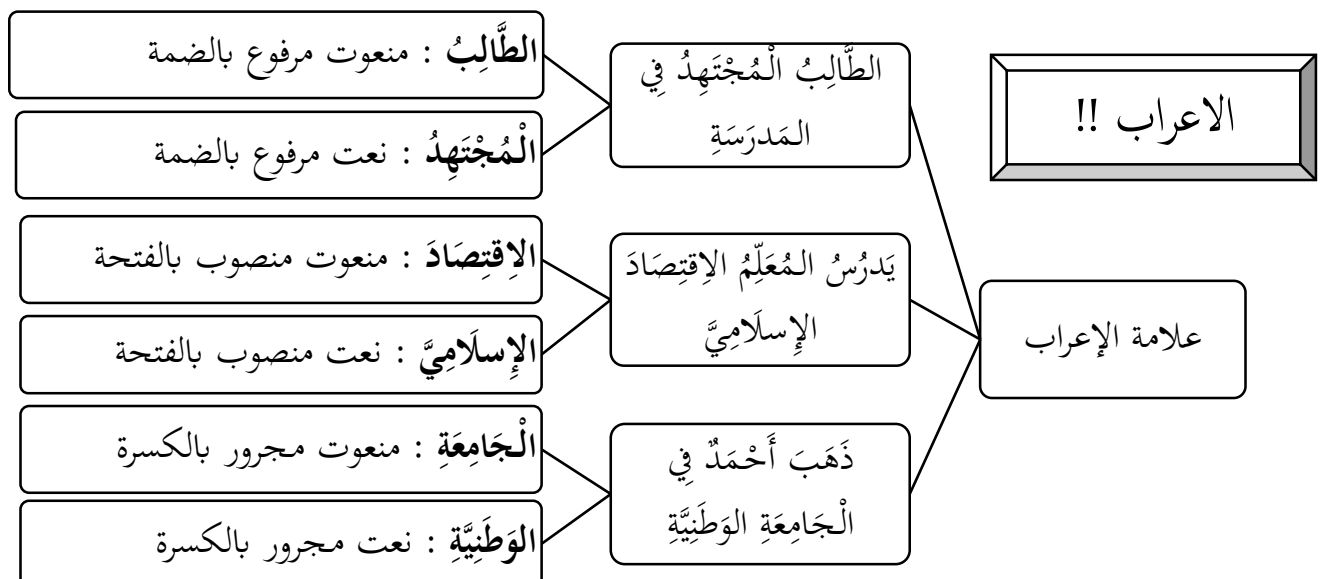 الاعراب !!
علامة الإعراب
الطَّالِبُ الْمُجْتَهِدُ فِي
المَدرَسَةِ
الطَّالِبُ : منعوت مرفوع بالضمة
الْمُجْتَهِدُ : نعت مرفوع بالضمة
يَدرُسُ المُعَلِّمُ الاِقتِصَادَ
الإِسلَامِيَّ
الاِقتِصَادَ : منعوت منصوب بالفتحة
الإِسلَامِيَّ : نعت منصوب بالفتحة
ذَهَبَ أَحْمَدٌ فِي
الْجَامِعَةِ الوَطَنِيَّةِ
الْجَامِعَةِ : منعوت مجرور بالكسرة
الوَطَنِيَّةِ : نعت مجرور بالكسرة